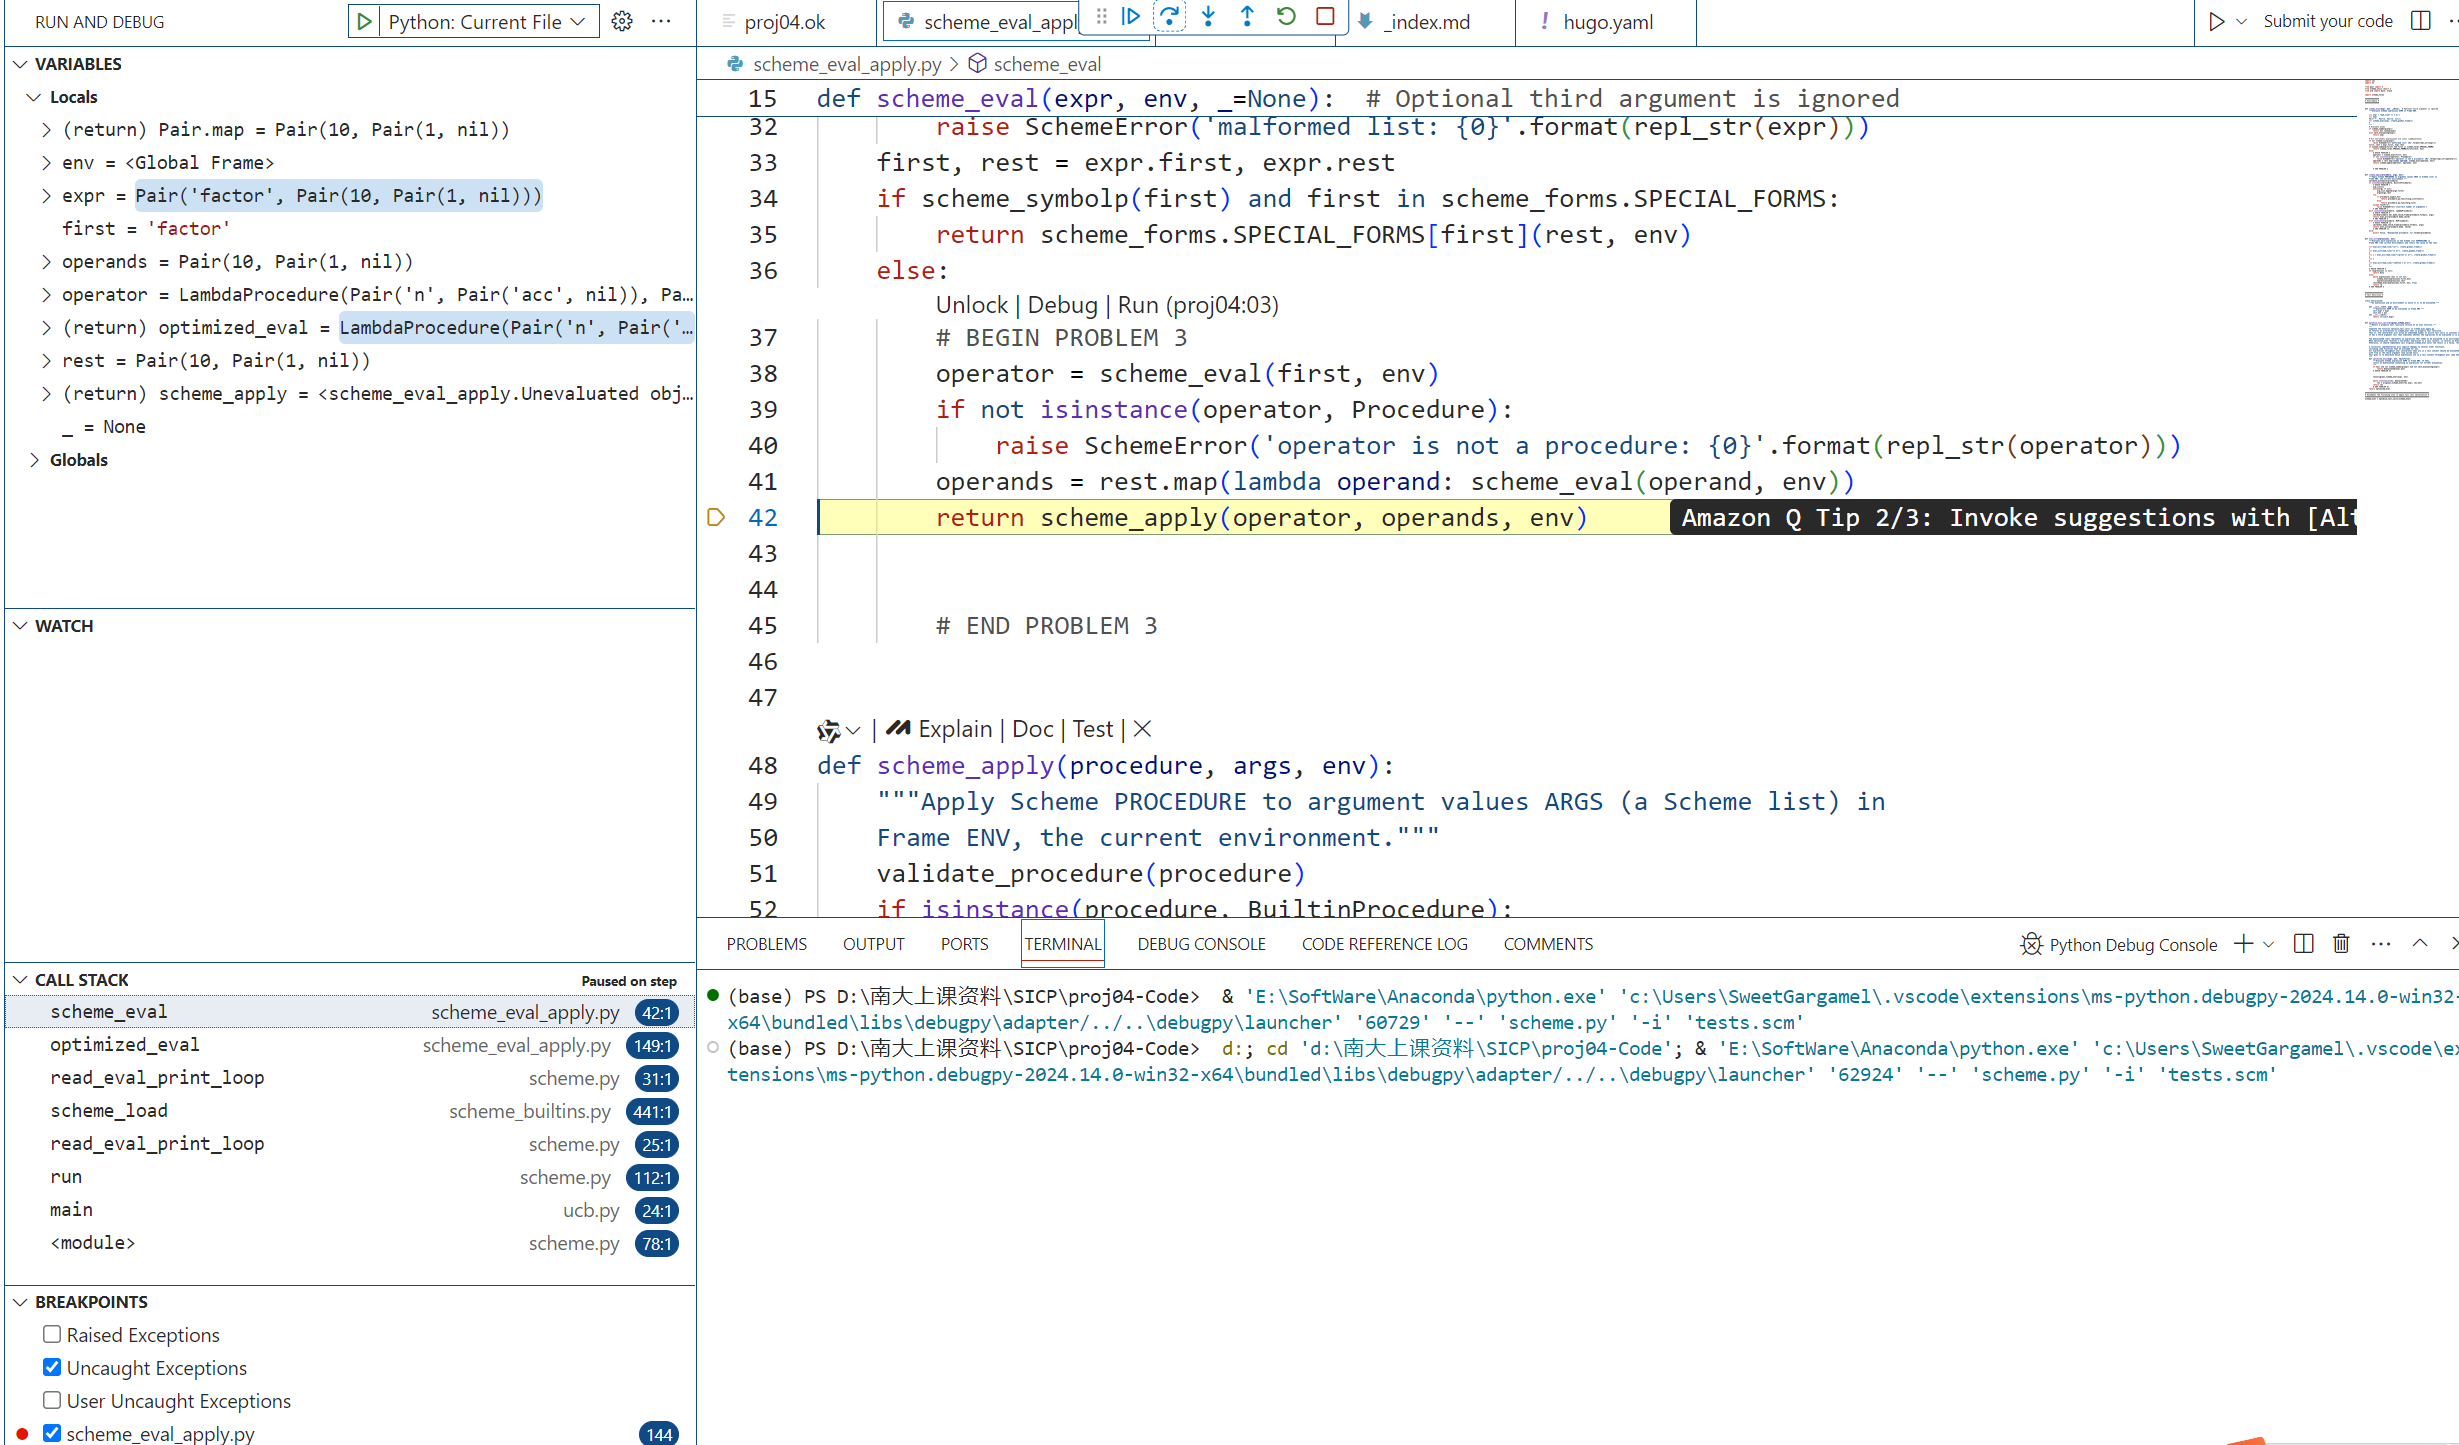 RUN AND DEBUG
Python: Current File
VARIABLES
Locals
(return) Pair.map = Pair(10, Pair(1, nil))
env = <Global Frame>
expr = Pair('factor', Pair(10, Pair(1, nil)))
first = 'factor'
operands = Pair(10, Pair(1, nil))
operator = LambdaProcedure(Pair('n', Pair('acc', nil)), Pa…
(return) optimized_eval = LambdaProcedure(Pair('n', Pair('…
rest = Pair(10, Pair(1, nil))
(return) scheme_apply = <scheme_eval_apply.Unevaluated obj…
_ = None
Globals
WATCH
CALL STACK
Paused on step
scheme_eval scheme_eval_apply.py 42:1
optimized_eval scheme_eval_apply.py 149:1
read_eval_print_loop scheme.py 31:1
scheme_load scheme_builtins.py 441:1
read_eval_print_loop scheme.py 25:1
run scheme.py 112:1
main ucb.py 24:1
<module> scheme.py 78:1
BREAKPOINTS
Raised Exceptions
Uncaught Exceptions
User Uncaught Exceptions
scheme_eval_apply.py 144
proj04.ok
scheme_eval_appl
_index.md
! hugo.yaml
Submit your code
scheme_eval_apply.py > scheme_eval
15 def scheme_eval(expr, env, _=None):  # Optional third argument is ignored
32 raise SchemeError('malformed list: {0}'.format(repl_str(expr)))
33 first, rest = expr.first, expr.rest
34 if scheme_symbolp(first) and first in scheme_forms.SPECIAL_FORMS:
35 return scheme_forms.SPECIAL_FORMS[first](rest, env)
36 else:
Unlock | Debug | Run (proj04:03)
37 # BEGIN PROBLEM 3
38 operator = scheme_eval(first, env)
39 if not isinstance(operator, Procedure):
40 raise SchemeError('operator is not a procedure: {0}'.format(repl_str(operator)))
41 operands = rest.map(lambda operand: scheme_eval(operand, env))
42 return scheme_apply(operator, operands, env) Amazon Q Tip 2/3: Invoke suggestions with [Alt
43
44
45 # END PROBLEM 3
46
47
| Explain | Doc | Test |
48 def scheme_apply(procedure, args, env):
49 """Apply Scheme PROCEDURE to argument values ARGS (a Scheme list) in
50 Frame ENV, the current environment."""
51 validate_procedure(procedure)
52 if isinstance(procedure, BuiltinProcedure):
PROBLEMS OUTPUT PORTS TERMINAL DEBUG CONSOLE CODE REFERENCE LOG COMMENTS
Python Debug Console
(base) PS D:\南大上课资料\SICP\proj04-Code>  & 'E:\SoftWare\Anaconda\python.exe' 'c:\Users\SweetGargamel\.vscode\extensions\ms-python.debugpy-2024.14.0-win32-
x64\bundled\libs\debugpy\adapter/../..\debugpy\launcher' '60729' '--' 'scheme.py' '-i' 'tests.scm'
(base) PS D:\南大上课资料\SICP\proj04-Code>  d:; cd 'd:\南大上课资料\SICP\proj04-Code'; & 'E:\SoftWare\Anaconda\python.exe' 'c:\Users\SweetGargamel\.vscode\ex
tensions\ms-python.debugpy-2024.14.0-win32-x64\bundled\libs\debugpy\adapter/../..\debugpy\launcher' '62924' '--' 'scheme.py' '-i' 'tests.scm'